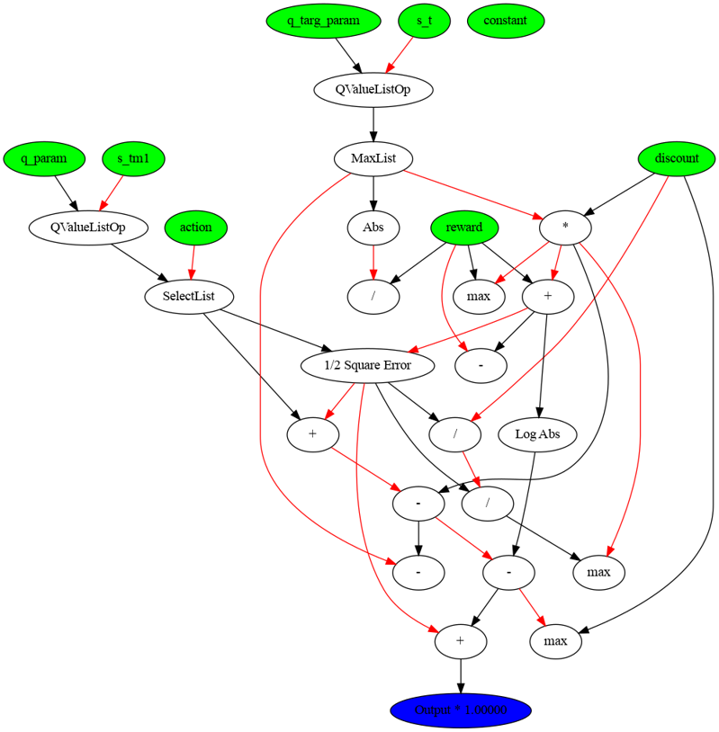 q_targ_param
s_t
constant
QValueListOp
q_param
s_tm1
MaxList
discount
QValueListOp
action
Abs
reward
*
SelectList
/
max
+
1/2 Square Error
-
+
/
Log Abs
-
/
-
-
max
+
max
Output * 1.00000